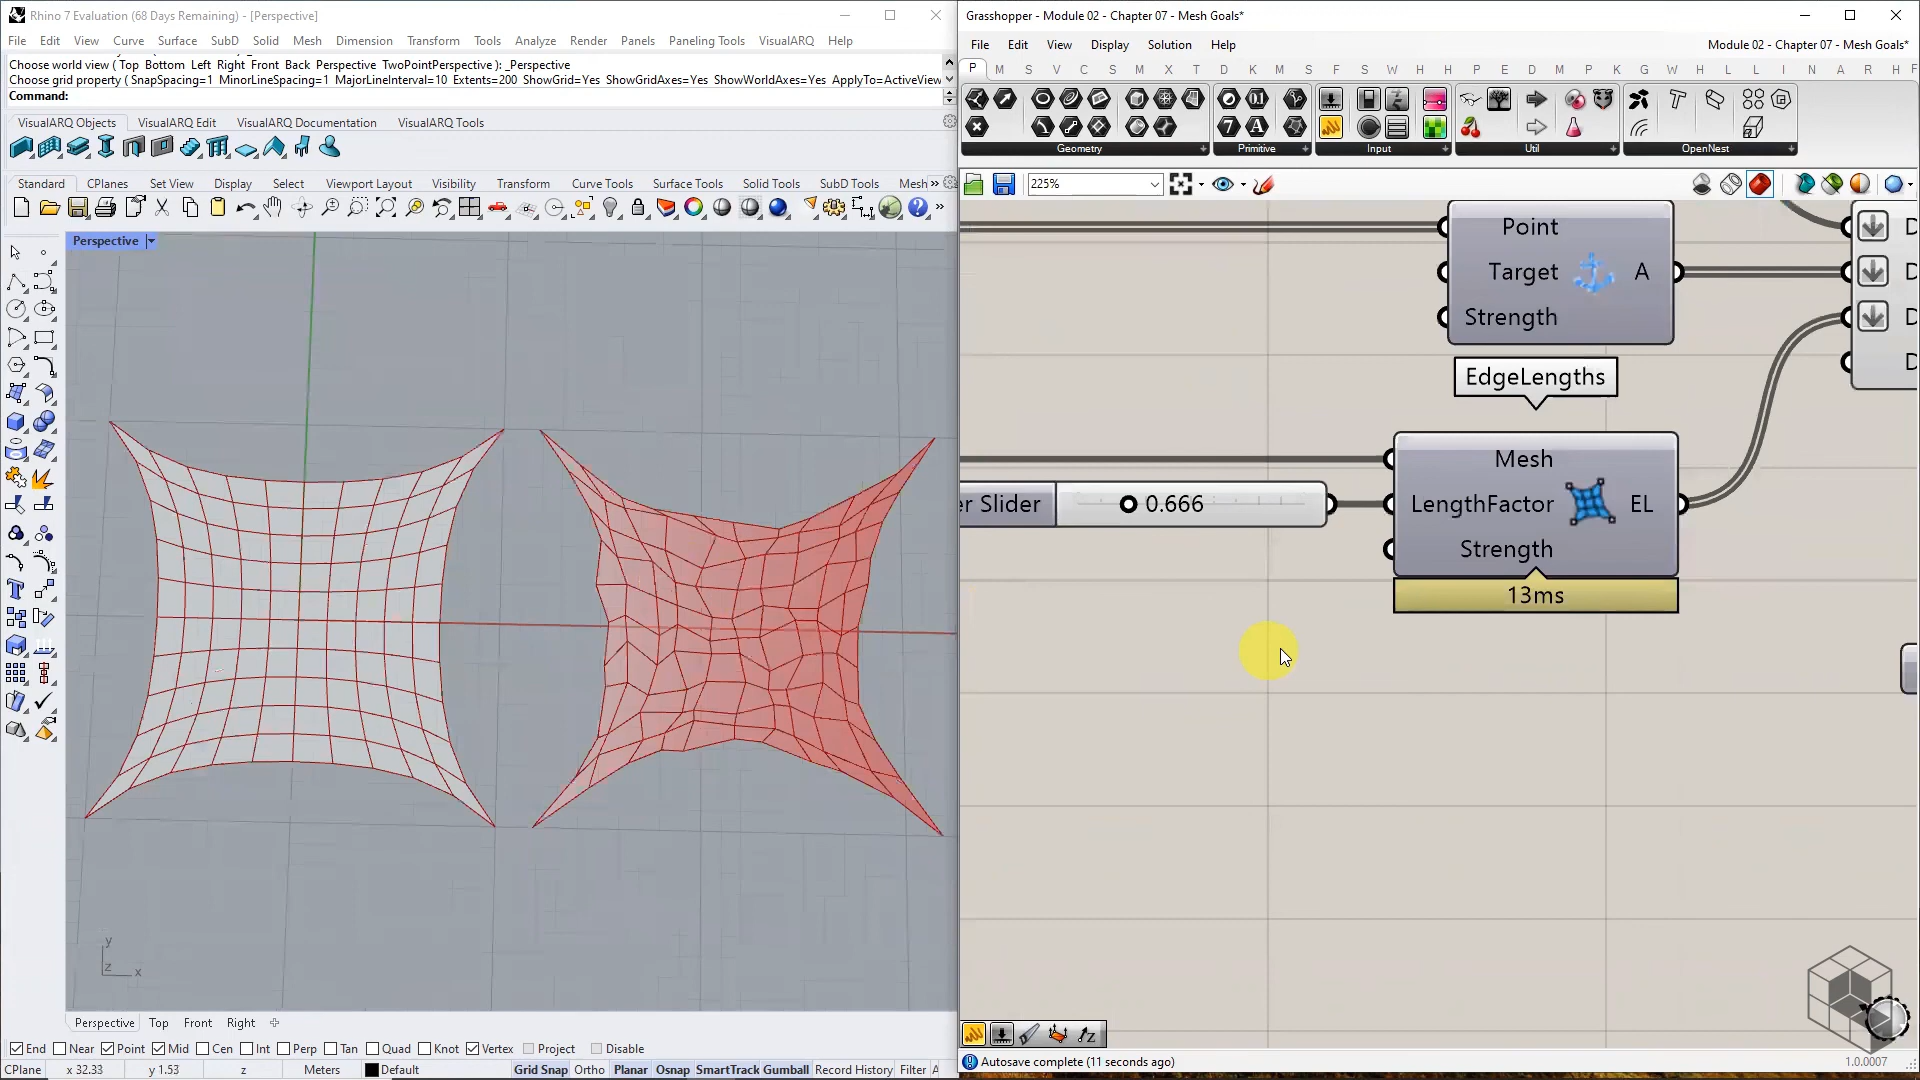 Rhino 7 Evaluation (68 Days Remaining) - [Perspective]
File Edit View Curve Surface SubD Solid Mesh Dimension Transform Tools Analyze Render Panels Paneling Tools VisualARQ Help
Choose world view ( Top Bottom Left Right Front Back Perspective TwoPointPerspective ): _Perspective
Choose grid property ( SnapSpacing=1 MinorLineSpacing=1 MajorLineInterval=10 Extents=200 ShowGrid=Yes ShowGridAxes=Yes ShowWorldAxes=Yes ApplyTo=ActiveView
Command:
VisualARQ Objects VisualARQ Edit VisualARQ Documentation VisualARQ Tools
Standard CPlanes Set View Display Select Viewport Layout Visibility Transform Curve Tools Surface Tools Solid Tools SubD Tools Mesh »
Perspective
y
z x
Perspective Top Front Right
End Near Point Mid Cen Int Perp Tan Quad Knot Vertex Project Disable
CPlane x 32.33 y 1.53 z Meters Default Grid Snap Ortho Planar Osnap SmartTrack Gumball Record History Filter A
Grasshopper - Module 02 - Chapter 07 - Mesh Goals*
File Edit View Display Solution Help Module 02 - Chapter 07 - Mesh Goals*
P M S V C S M X T D K M S F S W H H P E D M P K G W H L L I N A R H F
Geometry Primitive Input Util OpenNest
225%
Point
Target A
Strength
D
D
D
D
EdgeLengths
Mesh
LengthFactor EL
Strength
13ms
er Slider 0.666
Autosave complete (11 seconds ago) 1.0.0007